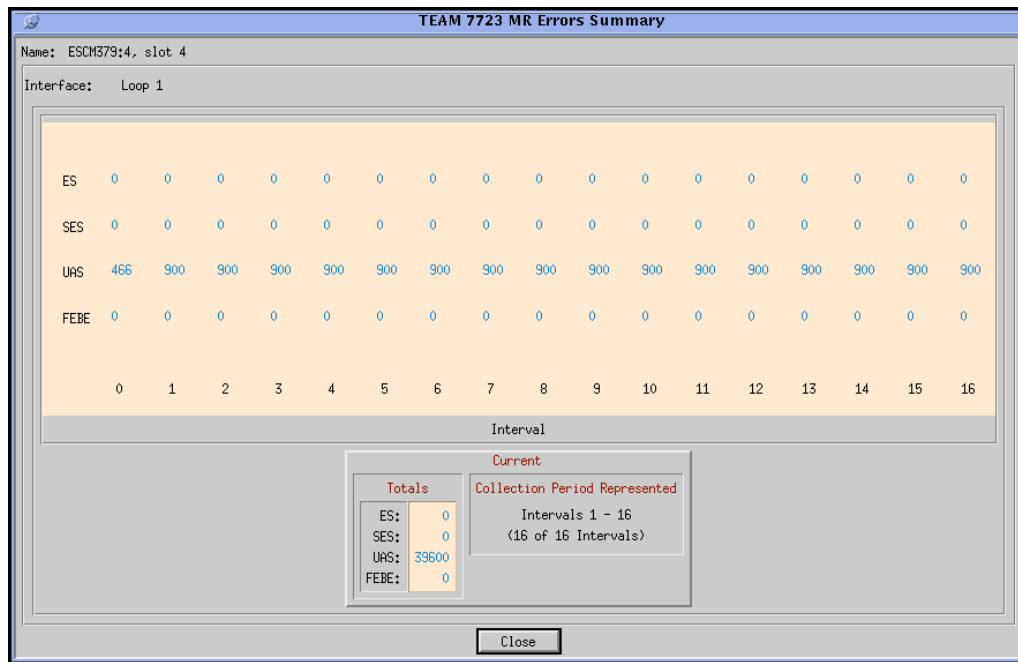 TEAM 7723 MR Errors Summary
Name: ESCM379:4, slot 4
Interface: Loop 1
ES 0 0 0 0 0 0 0 0 0 0 0 0 0 0 0 0 0
SES 0 0 0 0 0 0 0 0 0 0 0 0 0 0 0 0 0
UAS 466 900 900 900 900 900 900 900 900 900 900 900 900 900 900 900 900
FEBE 0 0 0 0 0 0 0 0 0 0 0 0 0 0 0 0 0
0 1 2 3 4 5 6 7 8 9 10 11 12 13 14 15 16
Interval
Current
Totals
ES: 0
SES: 0
UAS: 39600
FEBE: 0
Collection Period Represented
Intervals 1 - 16
(16 of 16 Intervals)
Close